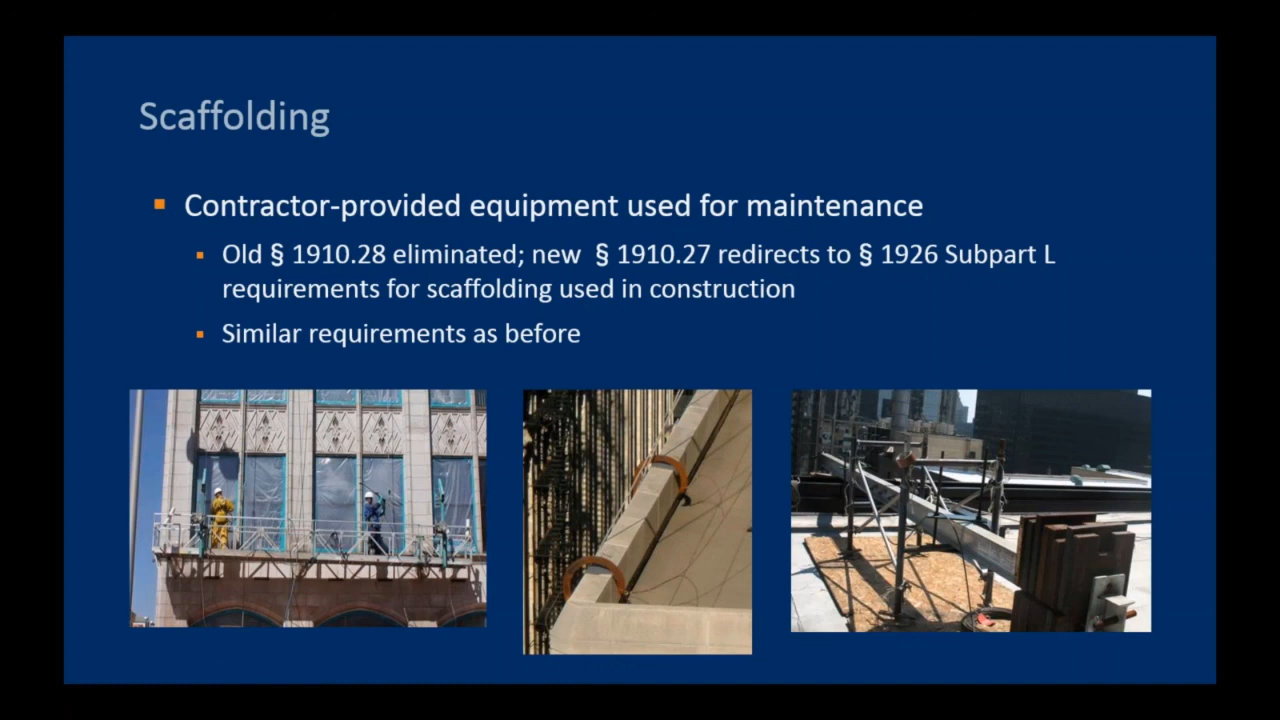 Scaffolding
Contractor-provided equipment used for maintenance
Old § 1910.28 eliminated; new § 1910.27 redirects to § 1926 Subpart L
requirements for scaffolding used in construction
Similar requirements as before